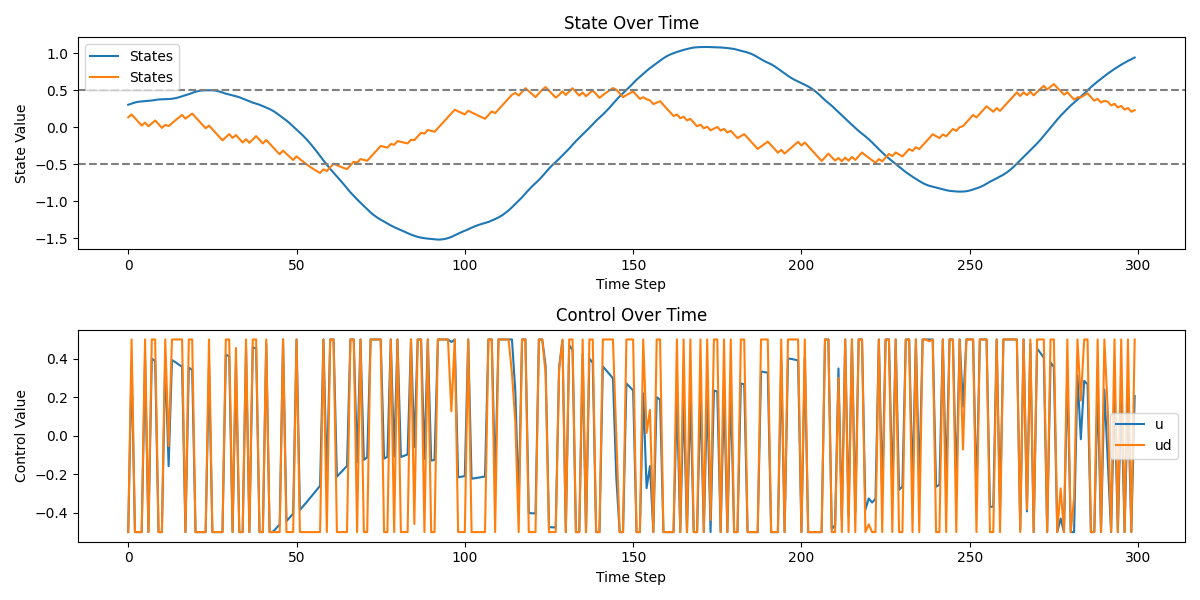 State Over Time
States
States
State Value
1.0
0.5
0.0
−0.5
−1.0
−1.5
0 50 100 150 200 250 300
Time Step
Control Over Time
u
ud
Control Value
0.4
0.2
0.0
−0.2
−0.4
0 50 100 150 200 250 300
Time Step